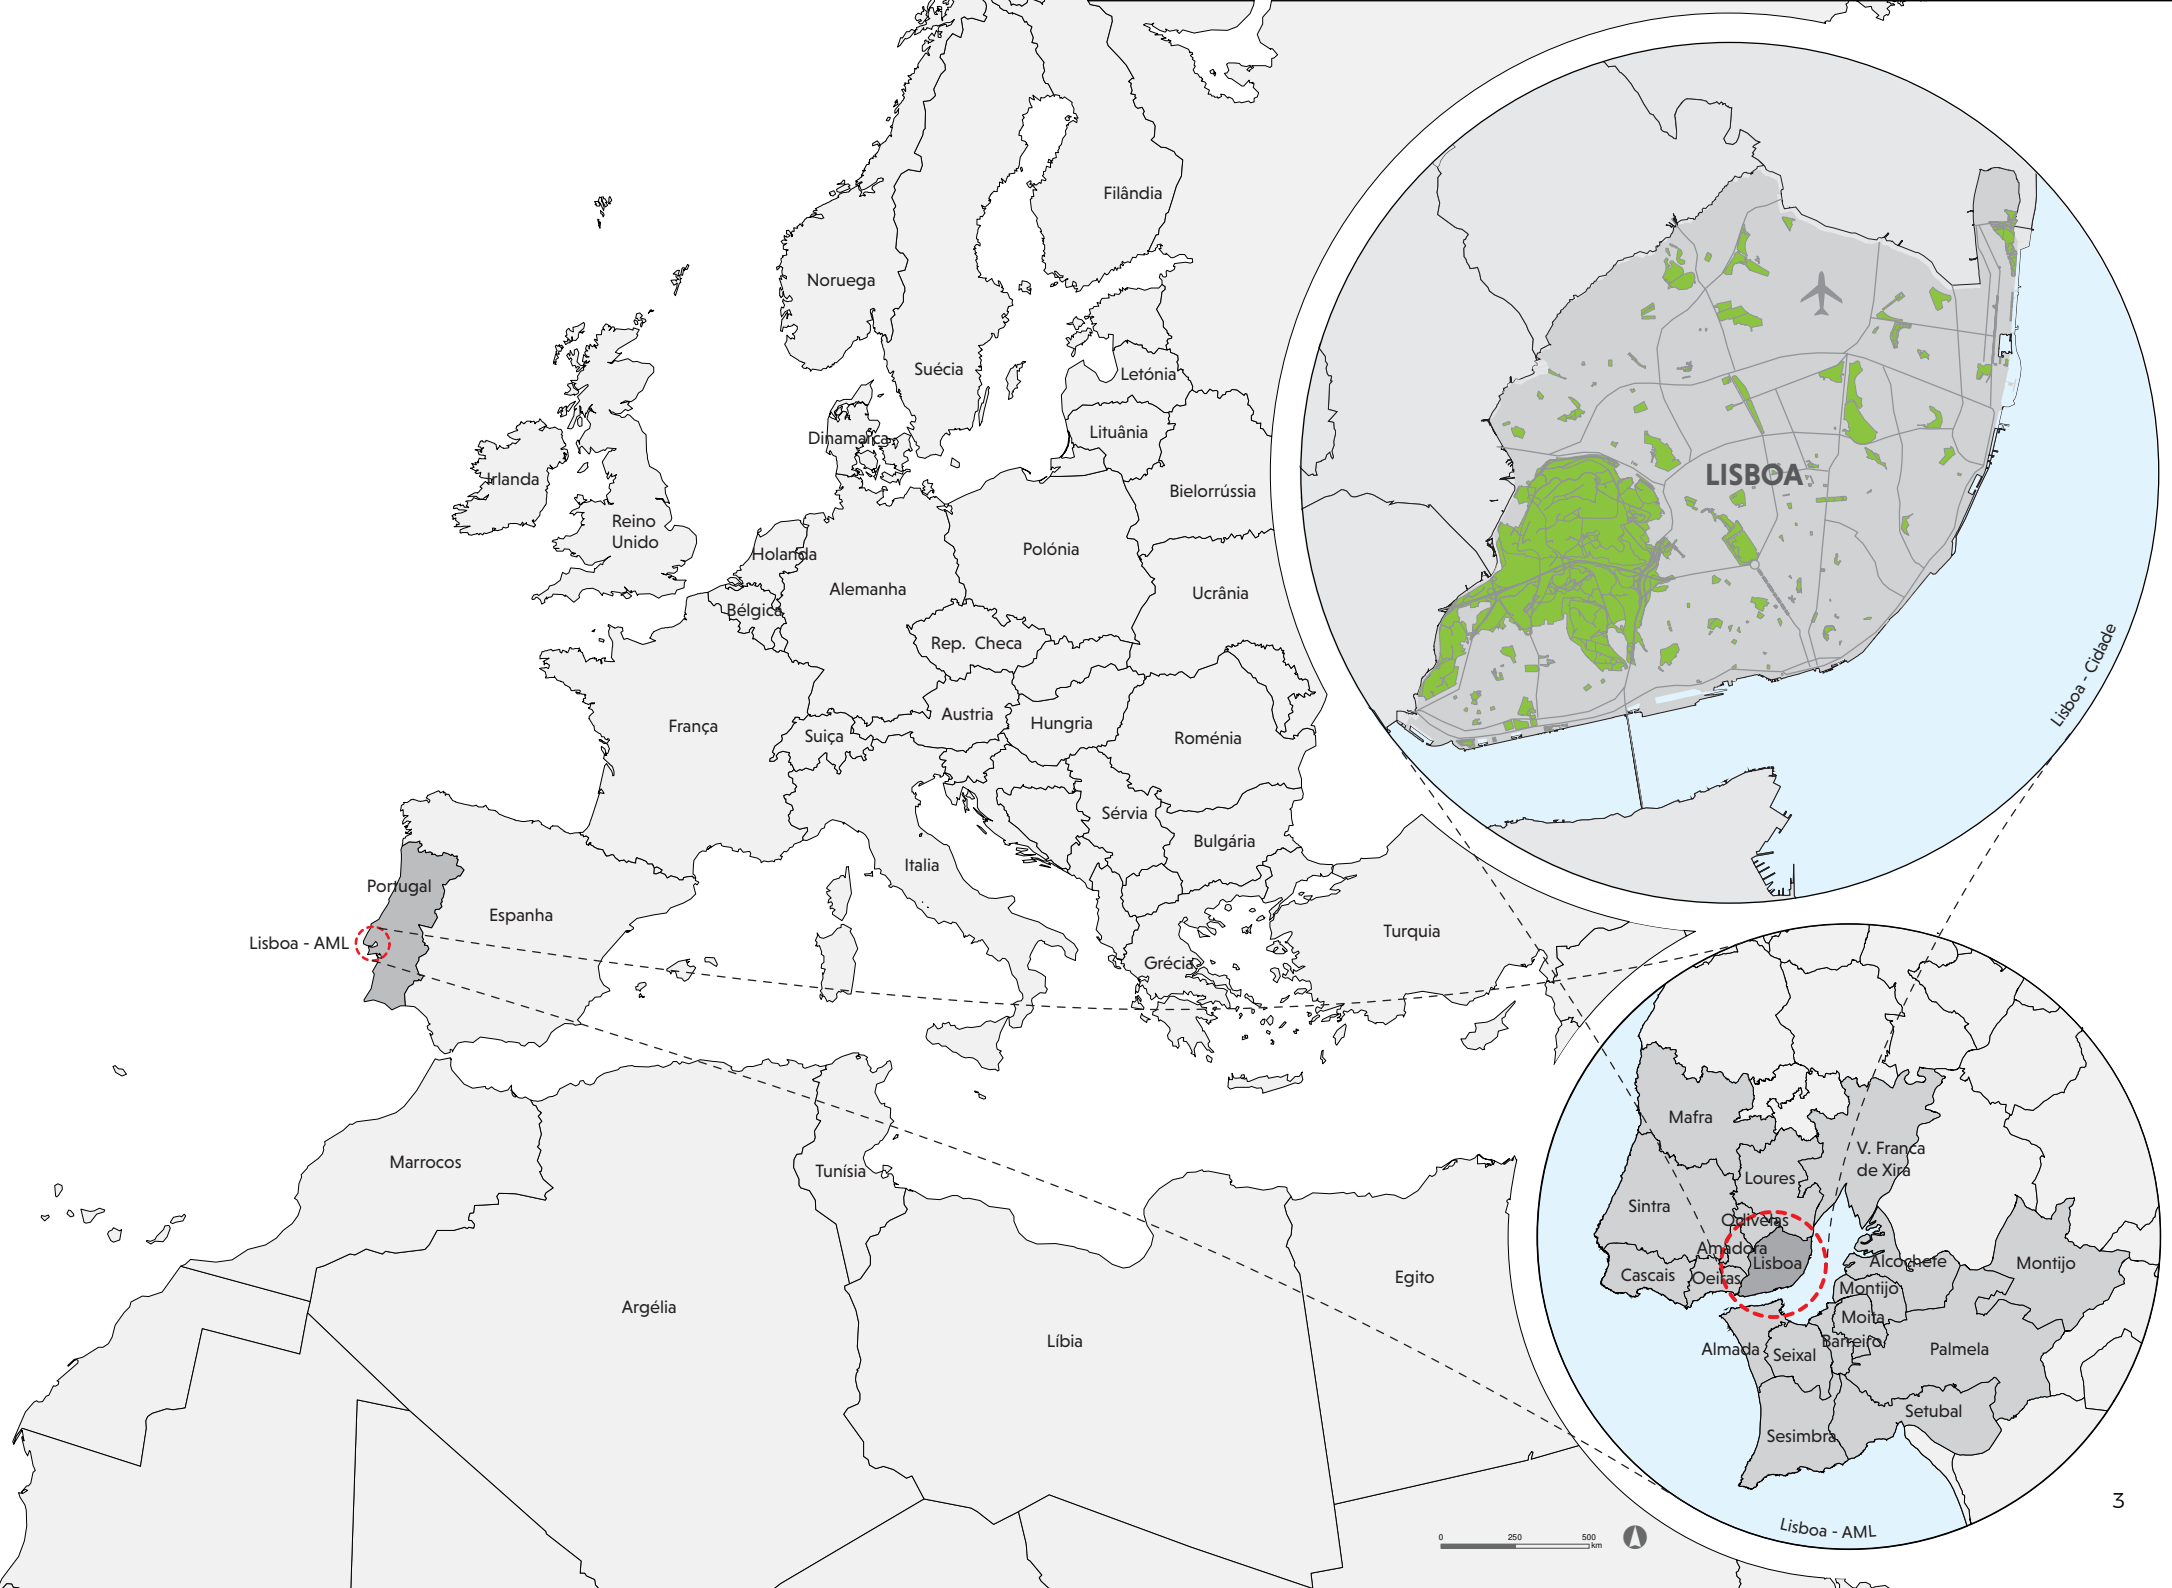 Filândia
Noruega
Suécia
Letónia
Lituânia
Dinamarca
Bielorrússia
Irlanda
Reino
Unido
Holanda
Polónia
Alemanha
Ucrânia
Bélgica
Rep. Checa
França
Austria
Hungria
Suiça
Roménia
Sérvia
Bulgária
Italia
Portugal
Espanha
Lisboa - AML
Turquia
Grécia
Marrocos
Tunísia
Argélia
Líbia
Egito
LISBOA
Lisboa - Cidade
Mafra
V. Franca
de Xira
Loures
Sintra
Odivelas
Amadora
Lisboa
Alcochete
Montijo
Cascais
Oeiras
Montijo
Moita
Barreiro
Almada
Seixal
Palmela
Setubal
Sesimbra
Lisboa - AML
0 250 500
km
3